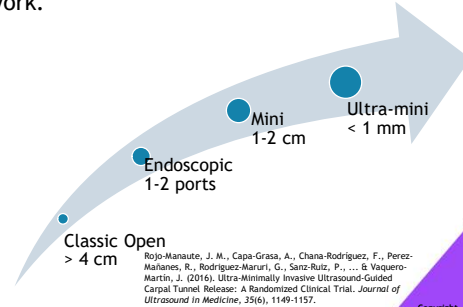 work.
Ultra-mini
< 1 mm
Mini
1-2 cm
Endoscopic
1-2 ports
Classic Open
> 4 cm
Rojo-Manaute, J. M., Capa-Grasa, A., Chana-Rodríguez, F., Perez-
Mañanes, R., Rodriguez-Maruri, G., Sanz-Ruiz, P., ... & Vaquero-
Martín, J. (2016). Ultra-Minimally Invasive Ultrasound-Guided
Carpal Tunnel Release: A Randomized Clinical Trial. Journal of
Ultrasound in Medicine, 35(6), 1149-1157.